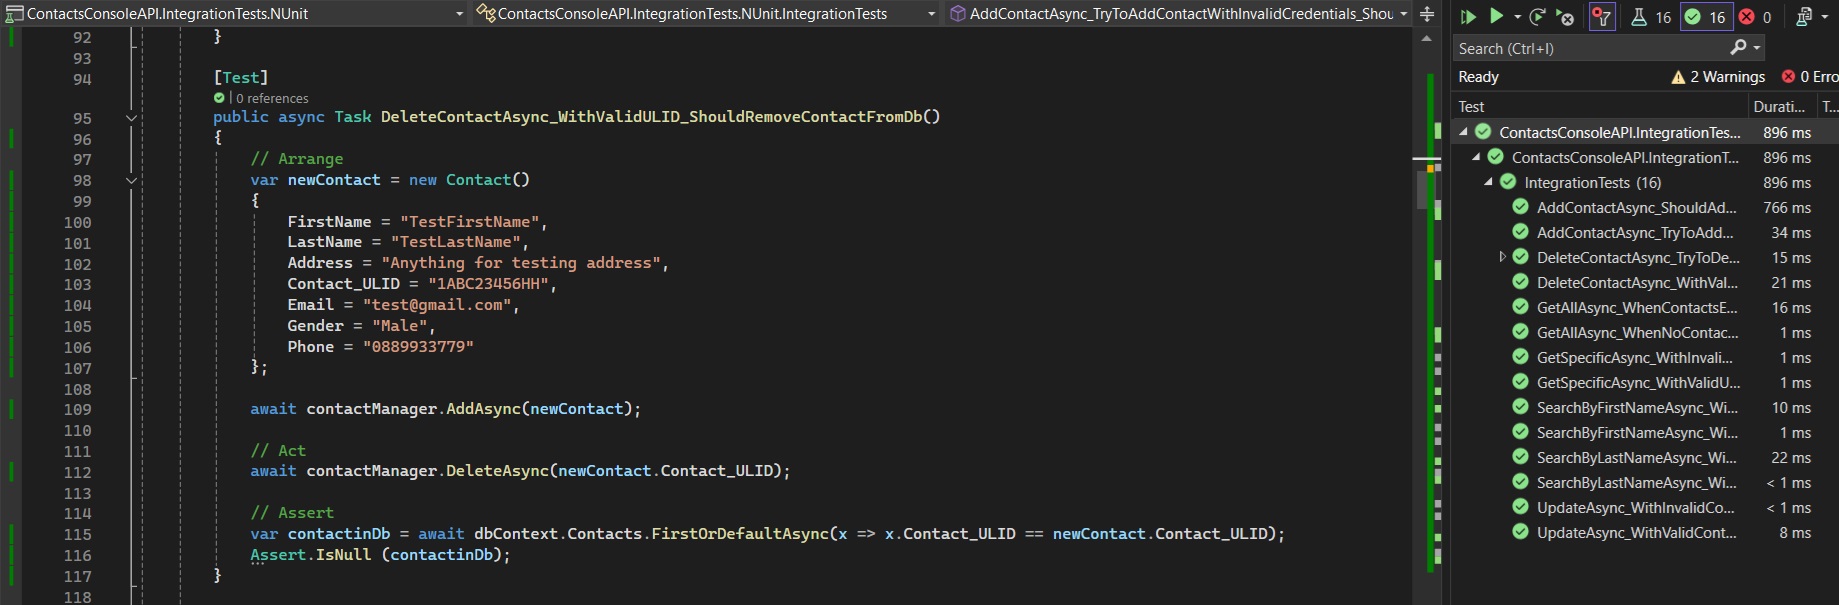 ContactsConsoleAPI.IntegrationTests.NUnit
ContactsConsoleAPI.IntegrationTests.NUnit.IntegrationTests
AddContactAsync_TryToAddContactWithInvalidCredentials_Shou
92 }
93
94 [Test]
0 references
95 public async Task DeleteContactAsync_WithValidULID_ShouldRemoveContactFromDb()
96 {
97 // Arrange
98 var newContact = new Contact()
99 {
100 FirstName = "TestFirstName",
101 LastName = "TestLastName",
102 Address = "Anything for testing address",
103 Contact_ULID = "1ABC23456HH",
104 Email = "test@gmail.com",
105 Gender = "Male",
106 Phone = "0889933779"
107 };
108
109 await contactManager.AddAsync(newContact);
110
111 // Act
112 await contactManager.DeleteAsync(newContact.Contact_ULID);
113
114 // Assert
115 var contactinDb = await dbContext.Contacts.FirstOrDefaultAsync(x => x.Contact_ULID == newContact.Contact_ULID);
116 Assert.IsNull (contactinDb);
117 }
118
16 16 0
Search (Ctrl+I)
Ready 2 Warnings 0 Erro
Test Durati... T...
ContactsConsoleAPI.IntegrationTes... 896 ms
ContactsConsoleAPI.IntegrationT... 896 ms
IntegrationTests (16) 896 ms
AddContactAsync_ShouldAd... 766 ms
AddContactAsync_TryToAdd... 34 ms
DeleteContactAsync_TryToDe... 15 ms
DeleteContactAsync_WithVal... 21 ms
GetAllAsync_WhenContactsE... 16 ms
GetAllAsync_WhenNoContac... 1 ms
GetSpecificAsync_WithInvali... 1 ms
GetSpecificAsync_WithValidU... 1 ms
SearchByFirstNameAsync_Wi... 10 ms
SearchByFirstNameAsync_Wi... 1 ms
SearchByLastNameAsync_Wi... 22 ms
SearchByLastNameAsync_Wi... < 1 ms
UpdateAsync_WithInvalidCo... < 1 ms
UpdateAsync_WithValidCont... 8 ms